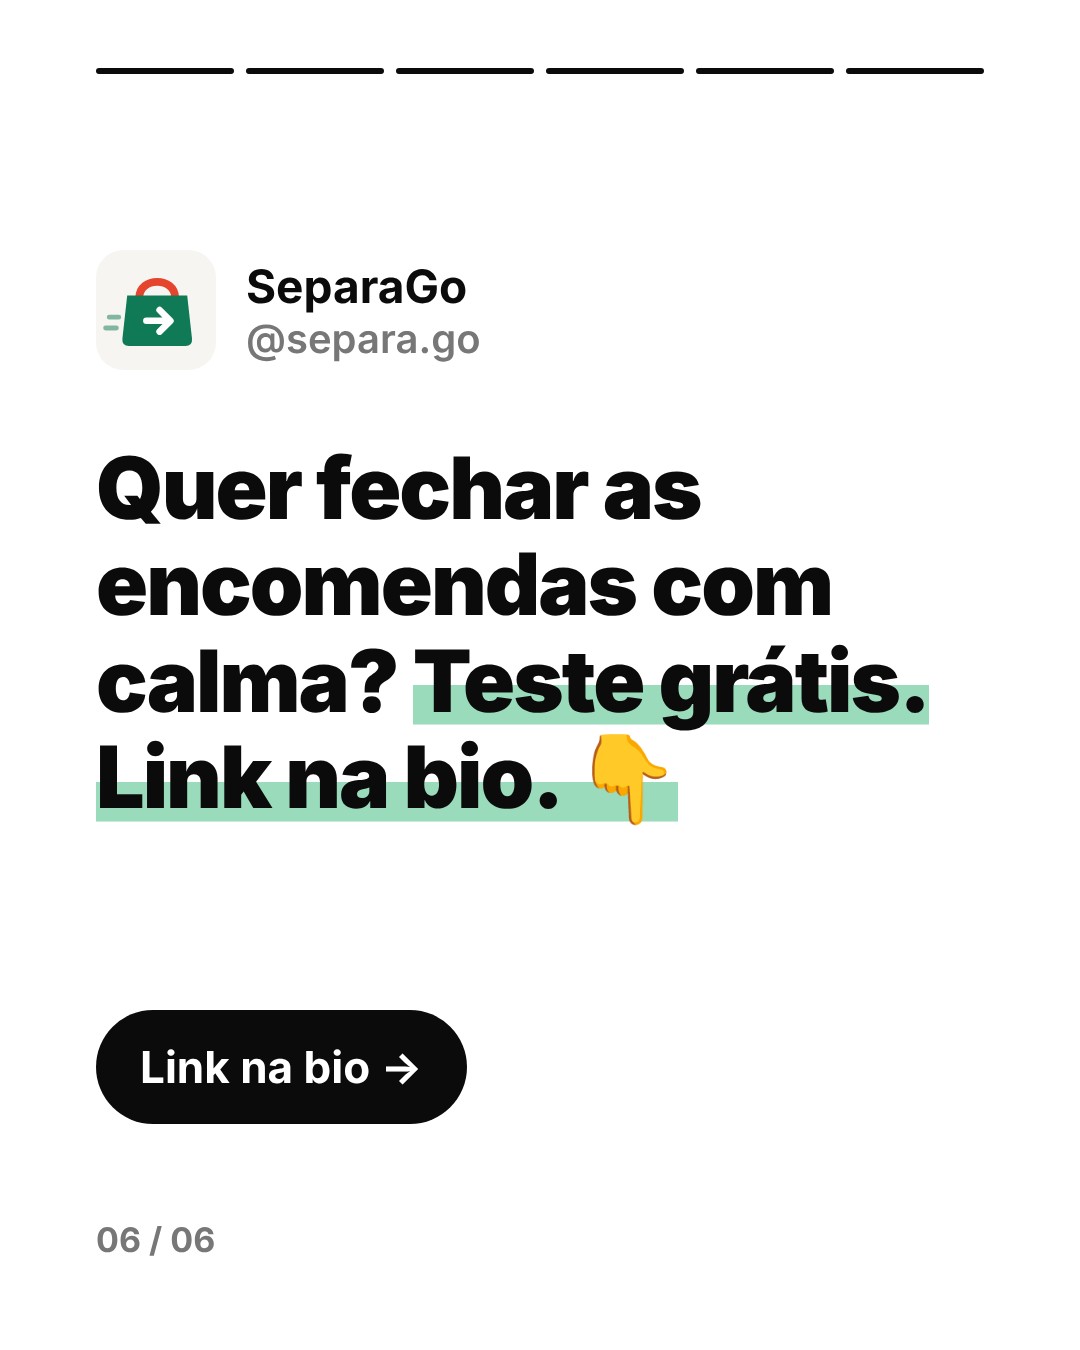 SeparaGo
@separa.go
Quer fechar as
encomendas com
calma? Teste grátis.
Link na bio. 👇
Link na bio →
06 / 06